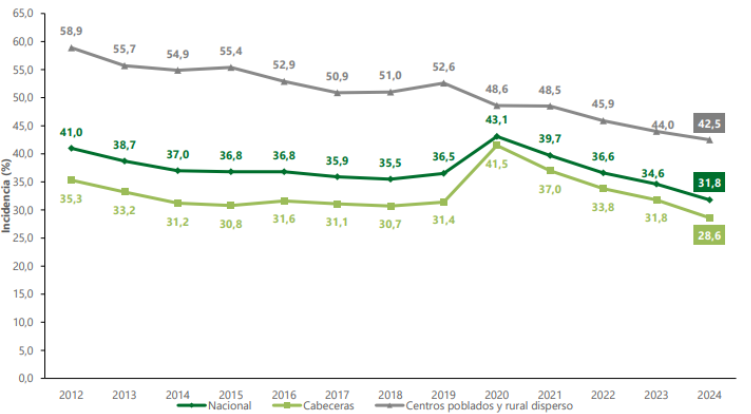 65,0
60,0
55,0
50,0
45,0
40,0
35,0
30,0
25,0
20,0
15,0
10,0
5,0
0,0
Incidencia (%)
58,9 55,7 54,9 55,4 52,9 50,9 51,0 52,6 48,6 48,5 45,9 44,0 42,5
41,0 38,7 37,0 36,8 36,8 35,9 35,5 36,5 43,1 39,7 36,6 34,6 31,8
35,3 33,2 31,2 30,8 31,6 31,1 30,7 31,4 41,5 37,0 33,8 31,8 28,6
2012 2013 2014 2015 2016 2017 2018 2019 2020 2021 2022 2023 2024
Nacional Cabeceras Centros poblados y rural disperso